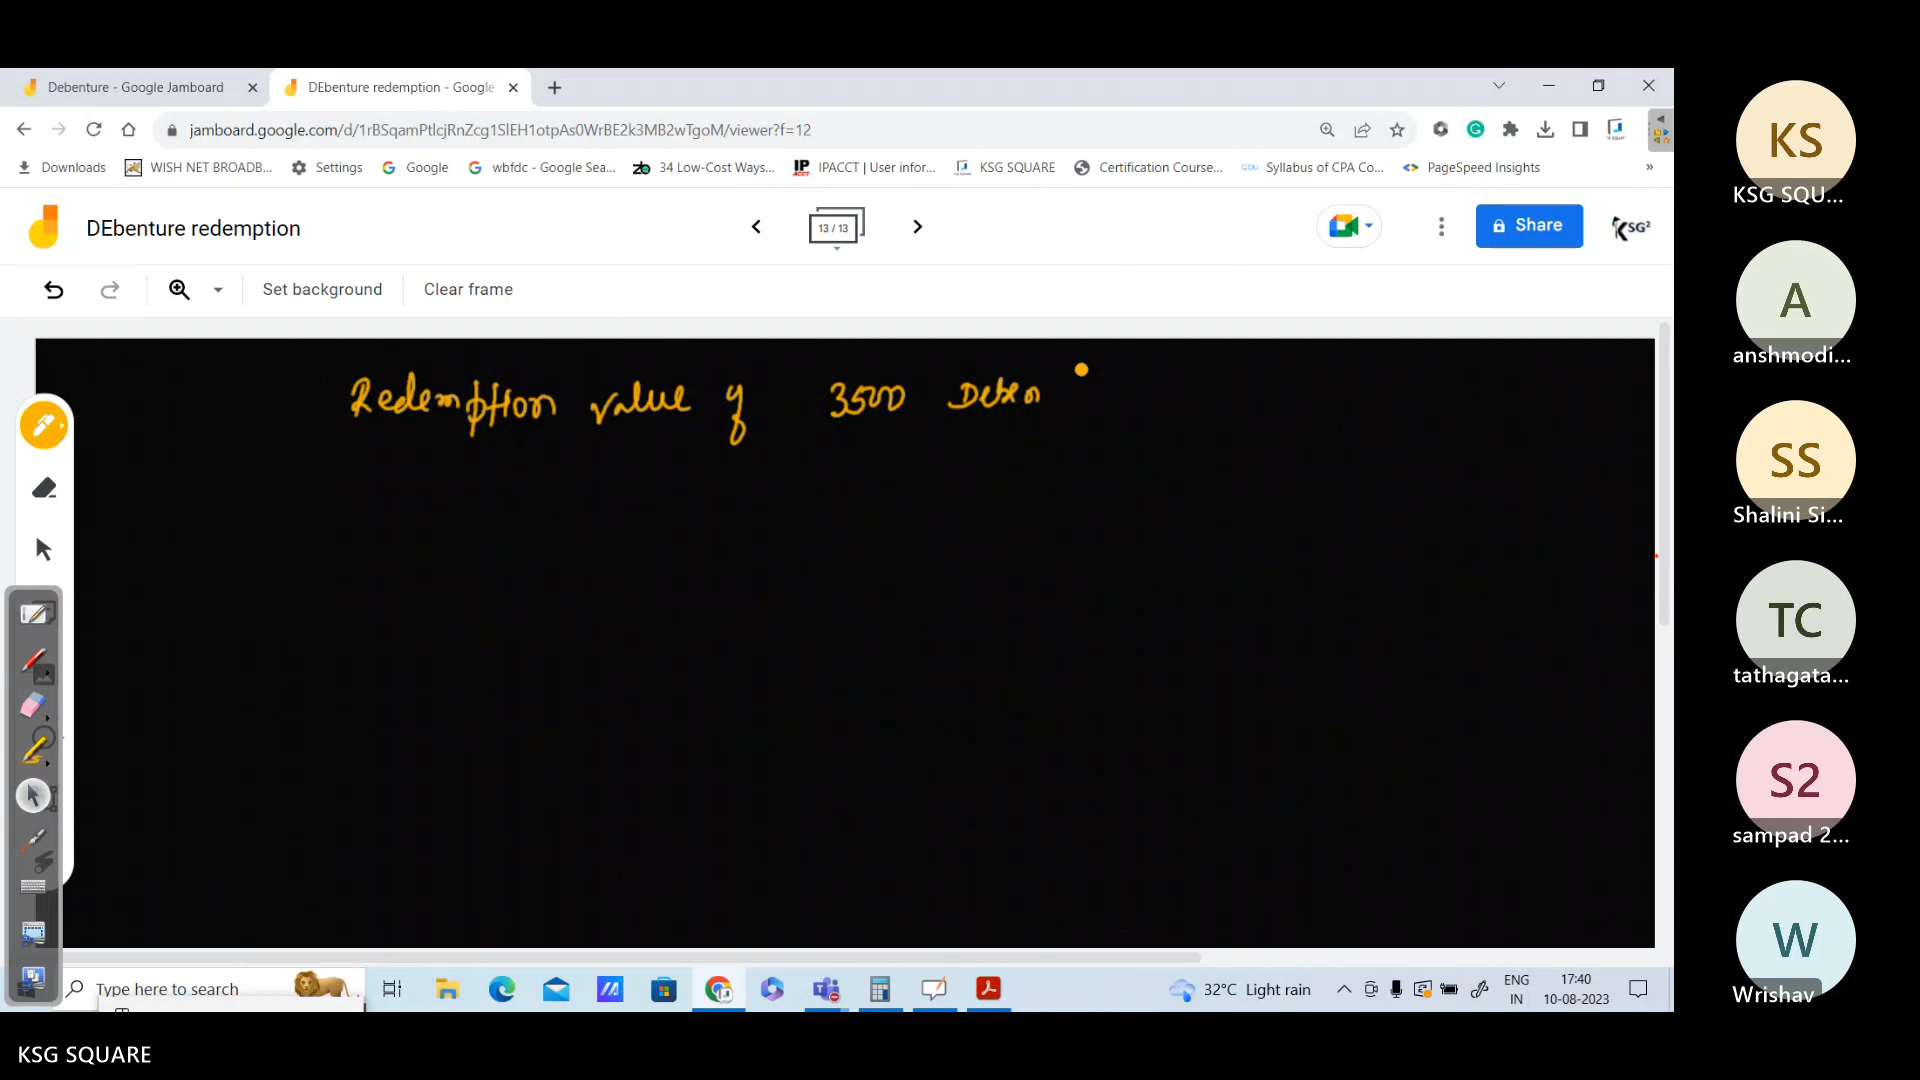 Debenture - Google Jamboard
DEbenture redemption - Google
jamboard.google.com/d/1rBSqamPtlcjRnZcg1SlEH1otpAs0WrBE2k3MB2wTgoM/viewer?f=12
Downloads WISH NET BROADB... Settings Google wbfdc - Google Sea... 34 Low-Cost Ways... IPACCT | User infor... KSG SQUARE Certification Course... Syllabus of CPA Co... PageSpeed Insights »
DEbenture redemption
13 / 13
Share
KSG²
Set background Clear frame
Redemption value of 3500 Deben
KS
KSG SQU...
A
anshmodi...
SS
Shalini Si...
TC
tathagata...
S2
sampad 2...
W
Wrishav
Type here to search
32°C Light rain
ENG
IN
17:40
10-08-2023
KSG SQUARE